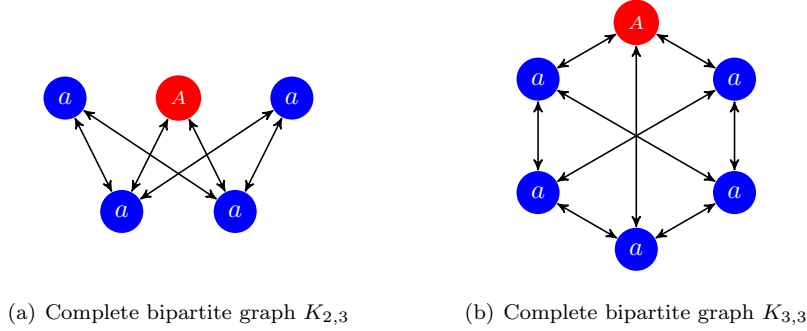 A
a A a
a a
a a
a a
a
(a) Complete bipartite graph K2,3
(b) Complete bipartite graph K3,3